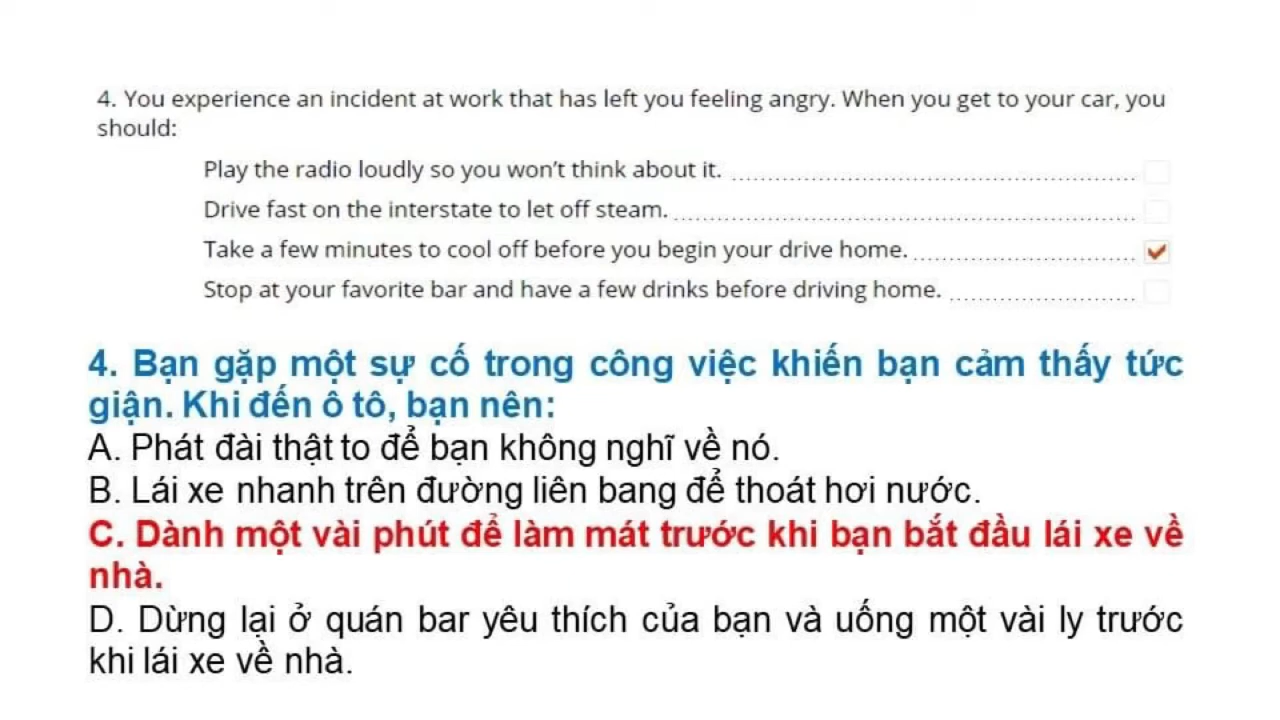 4. You experience an incident at work that has left you feeling angry. When you get to your car, you
should:
Play the radio loudly so you won't think about it.
Drive fast on the interstate to let off steam.
Take a few minutes to cool off before you begin your drive home.
Stop at your favorite bar and have a few drinks before driving home.
4. Bạn gặp một sự cố trong công việc khiến bạn cảm thấy tức
giận. Khi đến ô tô, bạn nên:
A. Phát đài thật to để bạn không nghĩ về nó.
B. Lái xe nhanh trên đường liên bang để thoát hơi nước.
C. Dành một vài phút để làm mát trước khi bạn bắt đầu lái xe về
nhà.
D. Dừng lại ở quán bar yêu thích của bạn và uống một vài ly trước
khi lái xe về nhà.